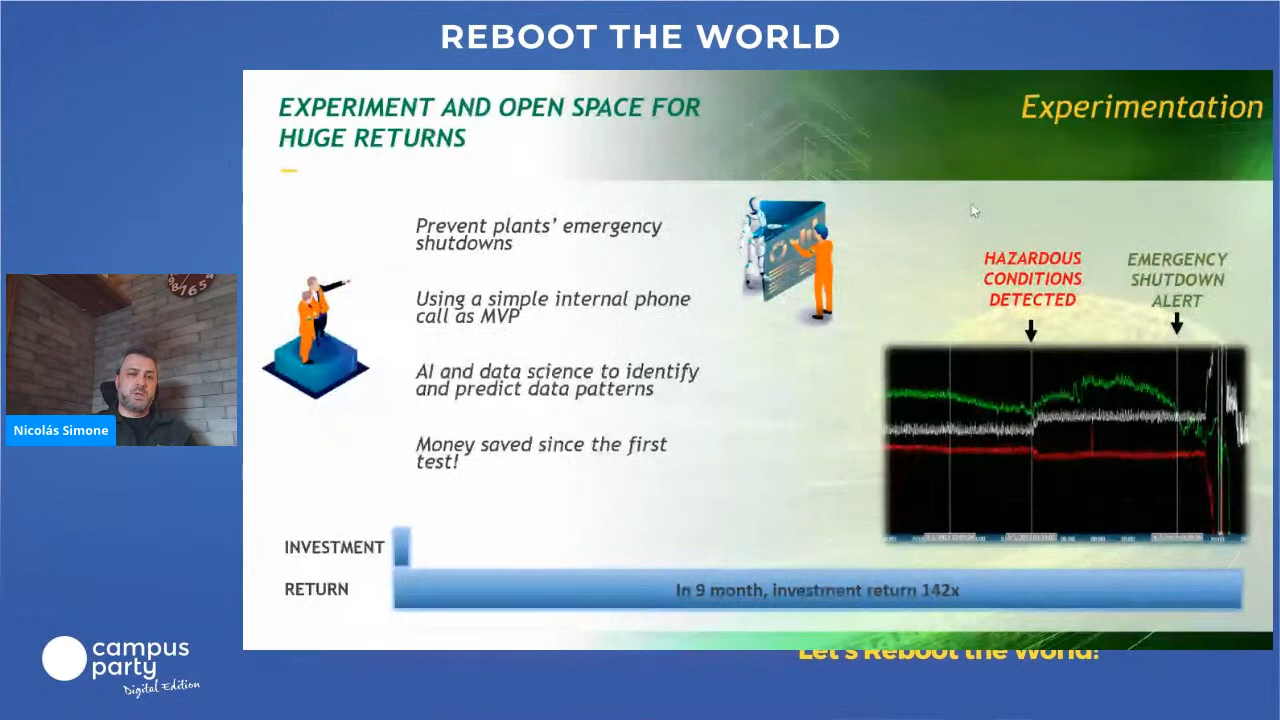 REBOOT THE WORLD
EXPERIMENT AND OPEN SPACE FOR
HUGE RETURNS
Experimentation
Prevent plants’ emergency
shutdowns
Using a simple internal phone
call as MVP
AI and data science to identify
and predict data patterns
Money saved since the first
test!
HAZARDOUS
CONDITIONS
DETECTED
EMERGENCY
SHUTDOWN
ALERT
Nicolás Simone
INVESTMENT
RETURN
In 9 month, investment return 142x
campus
party
Digital Edition
Let's Reboot the World!